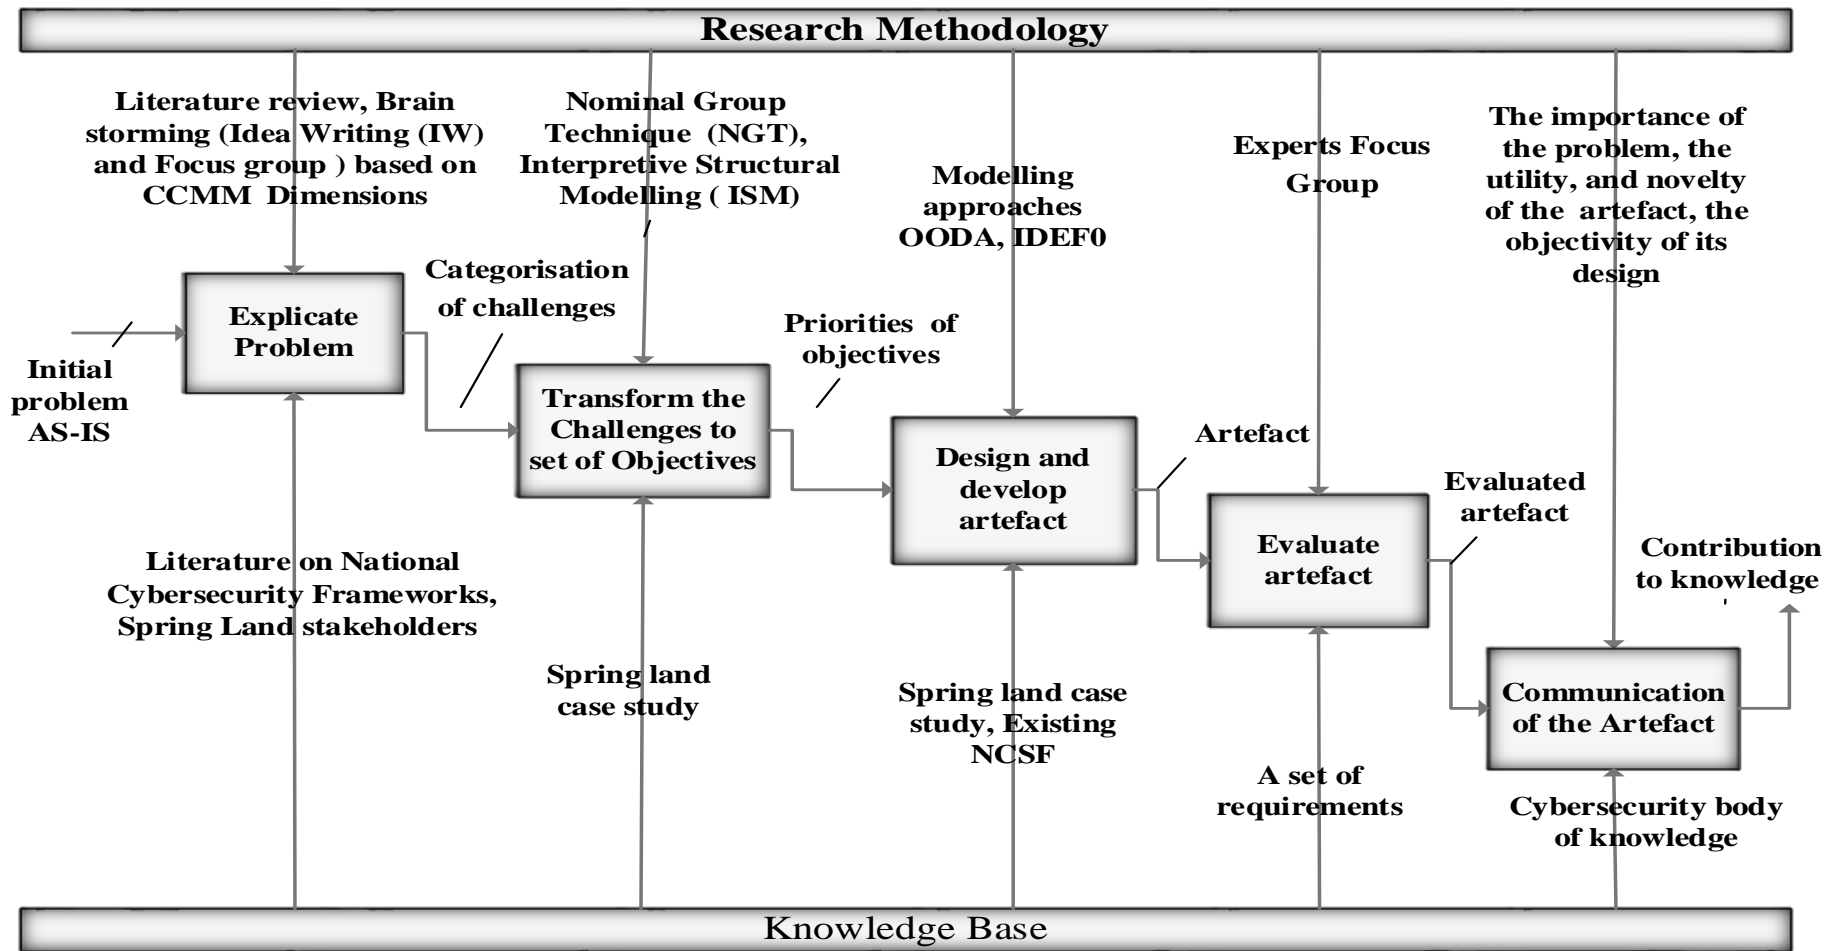 Research Methodology
Literature review, Brain
storming (Idea Writing (IW)
and Focus group ) based on
CCMM Dimensions
Nominal Group
Technique (NGT),
Interpretive Structural
Modelling ( ISM)
Modelling
approaches
OODA, IDEF0
Experts Focus
Group
The importance of
the problem, the
utility, and novelty
of the artefact, the
objectivity of its
design
Initial
problem
AS-IS
Explicate
Problem
Categorisation
of challenges
Transform the
Challenges to
set of Objectives
Priorities of
objectives
Design and
develop
artefact
Artefact
Evaluate
artefact
Evaluated
artefact
Communication
of the Artefact
Contribution
to knowledge
Literature on National
Cybersecurity Frameworks,
Spring Land stakeholders
Spring land
case study
Spring land case
study, Existing
NCSF
A set of
requirements
Cybersecurity body
of knowledge
Knowledge Base